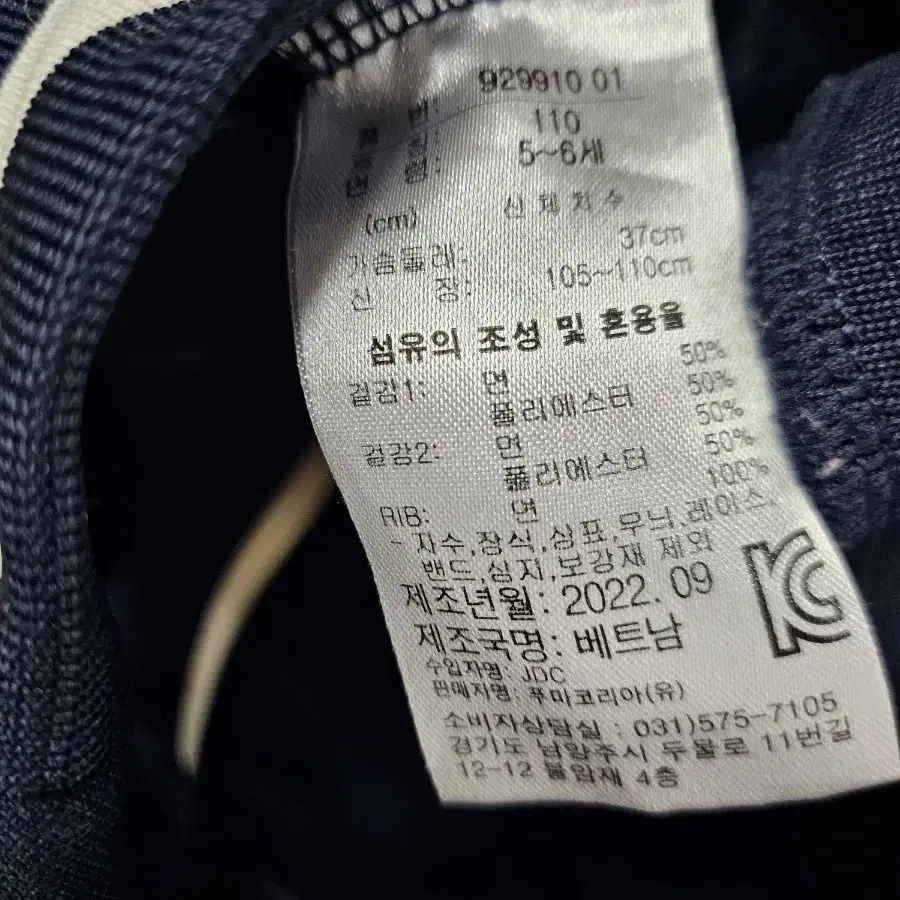 929910 01
110
5~6세
(cm) 신체치수
가슴둘레: 37cm
신 장: 105~110cm
섬유의 조성 및 혼용율
겉감1: 면 50%
폴리에스터 50%
겉감2: 면 50%
폴리에스터 50%
RIB: 면 100%
- 자수,장식,상표,무늬,레이스,
밴드,심지,보강재 제외
제조년월: 2022. 09
제조국명: 베트남
수입자명: JDC
판매자명: 푸마코리아(유)
소비자상담실 : 031)575-7105
경기도 남양주시 두물로 11번길
12-12 불암재 4층